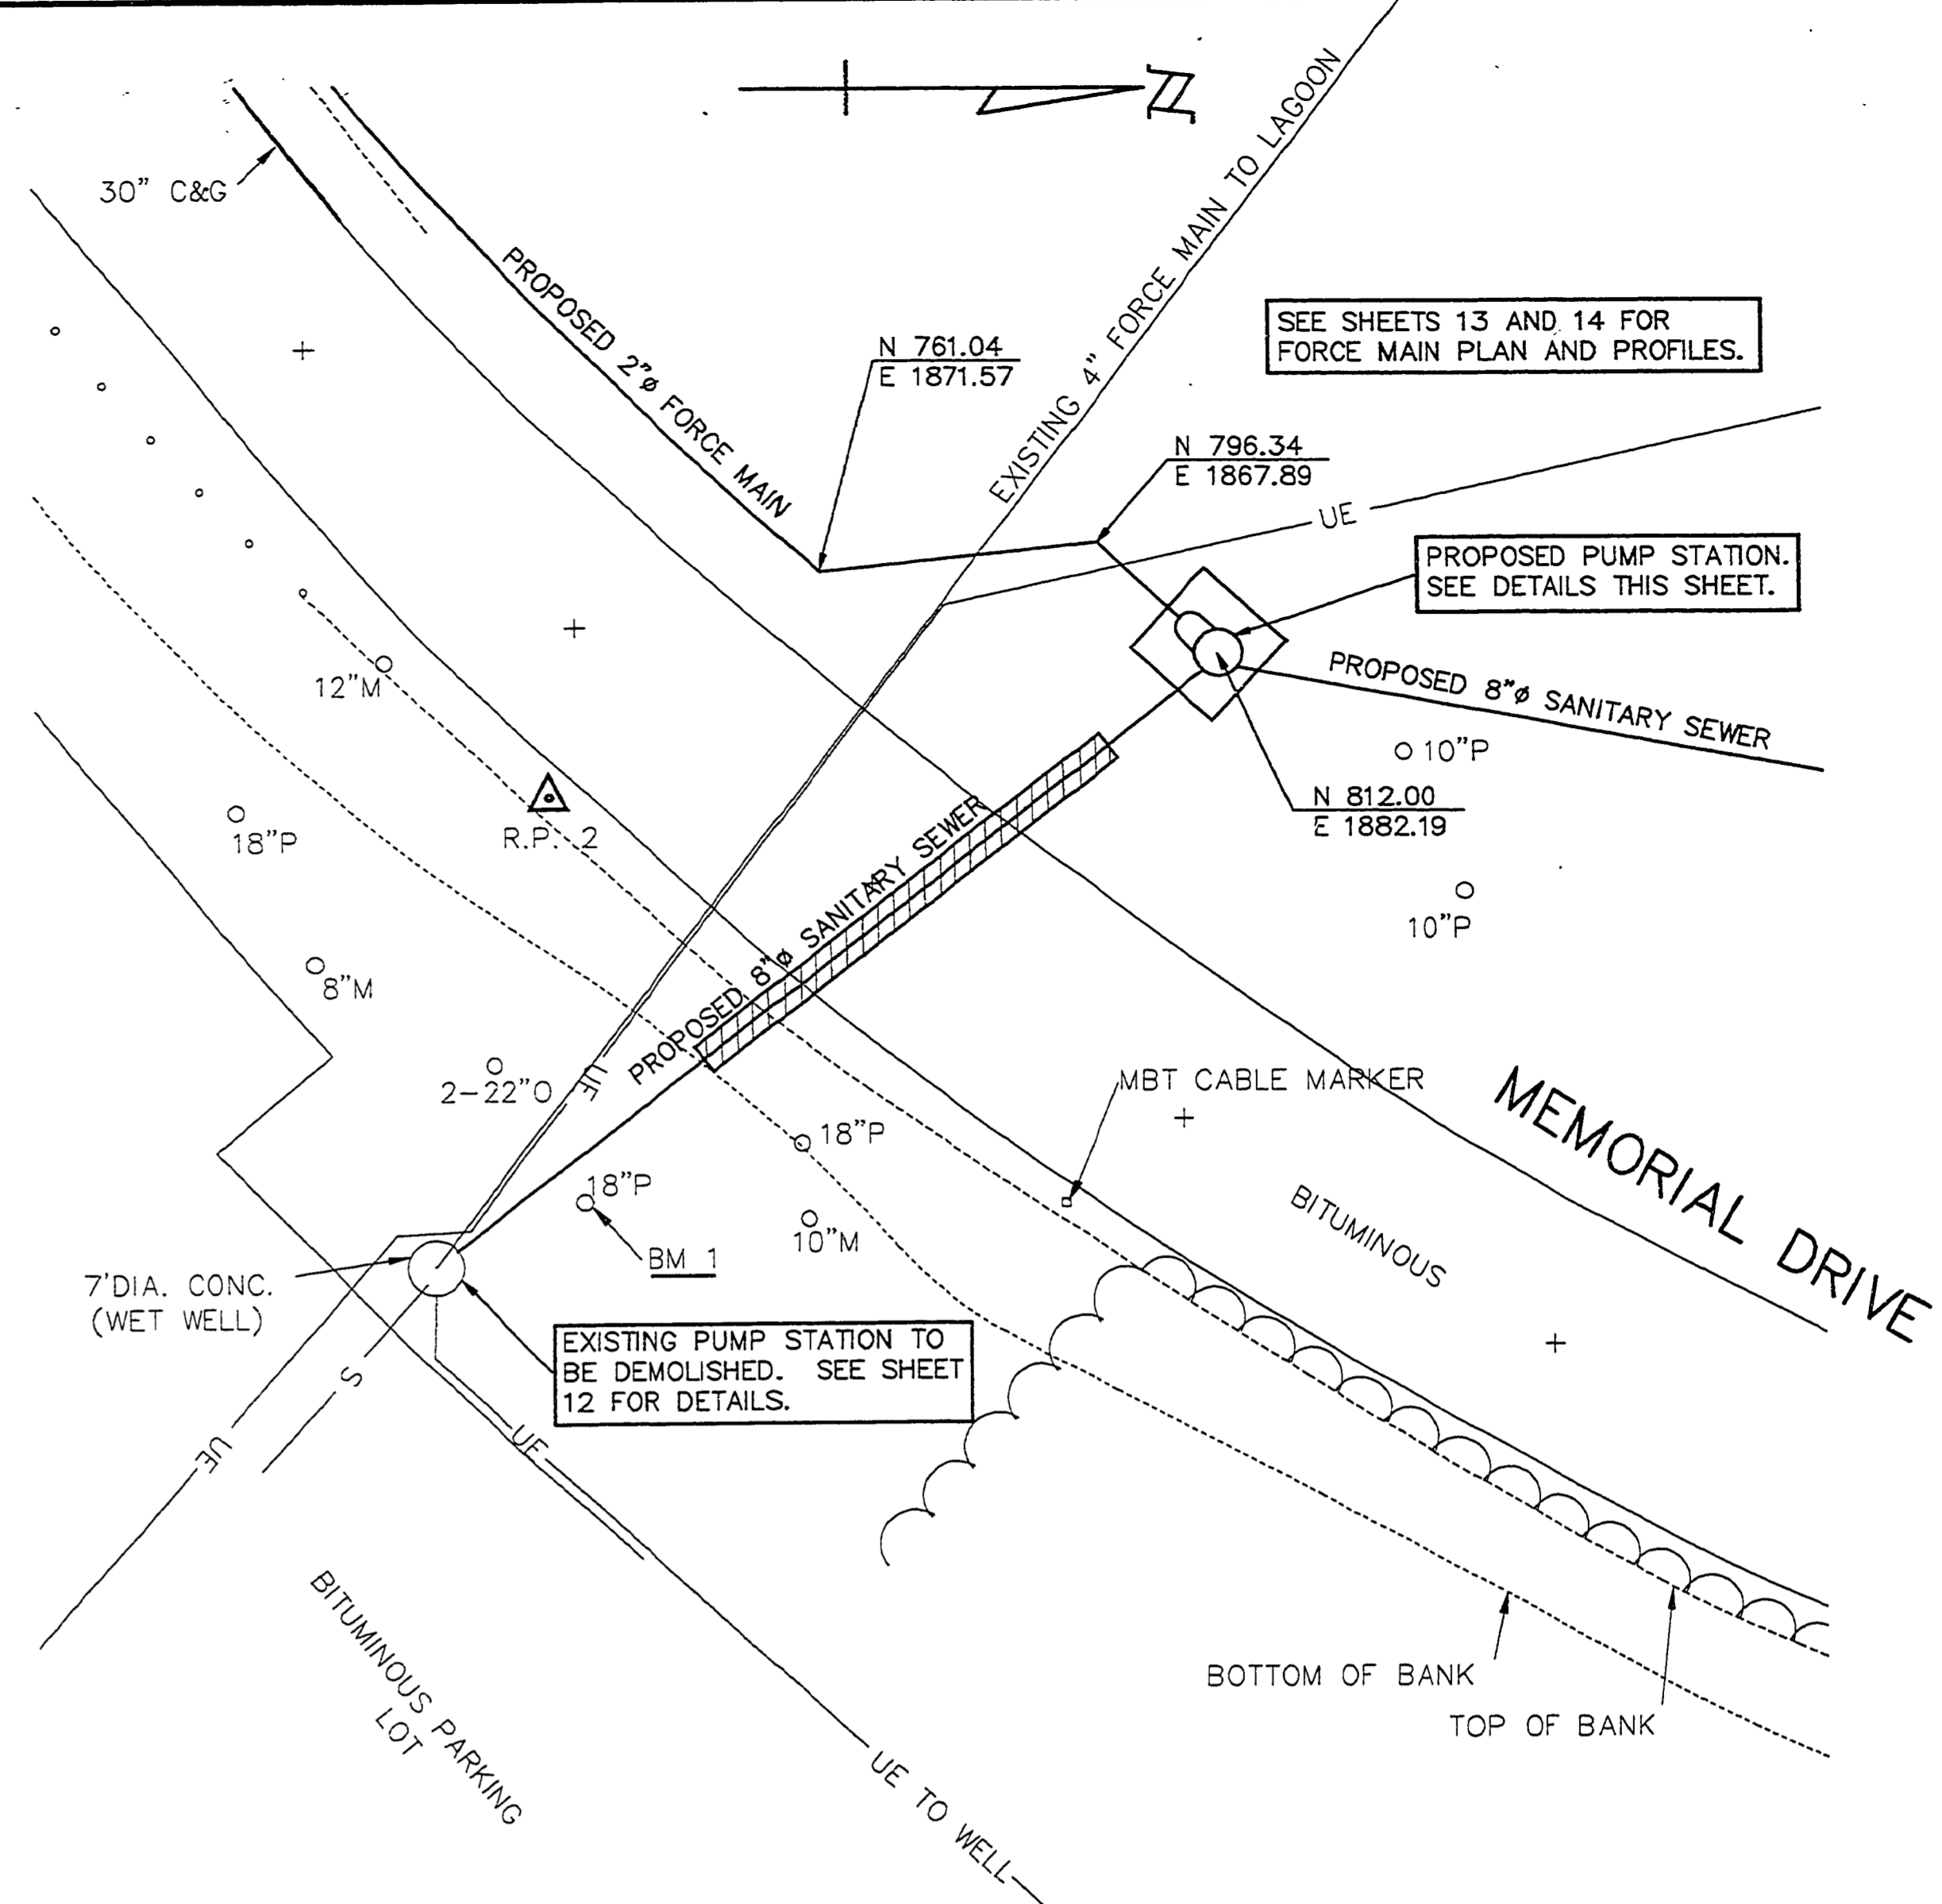 N
30" C&G
PROPOSED 2"ø FORCE MAIN
EXISTING 4" FORCE MAIN TO LAGOON
SEE SHEETS 13 AND 14 FOR
FORCE MAIN PLAN AND PROFILES.
N 761.04
E 1871.57
N 796.34
E 1867.89
UE
PROPOSED PUMP STATION.
SEE DETAILS THIS SHEET.
PROPOSED 8"ø SANITARY SEWER
10"P
N 812.00
E 1882.19
10"P
12"M
R.P. 2
18"P
8"M
PROPOSED 8"ø SANITARY SEWER
2-22"O
UE
18"P
18"P
10"M
BM 1
MBT CABLE MARKER
MEMORIAL DRIVE
BITUMINOUS
7'DIA. CONC.
(WET WELL)
EXISTING PUMP STATION TO
BE DEMOLISHED. SEE SHEET
12 FOR DETAILS.
S
UE
UE
BITUMINOUS PARKING
LOT
BOTTOM OF BANK
TOP OF BANK
UE TO WELL